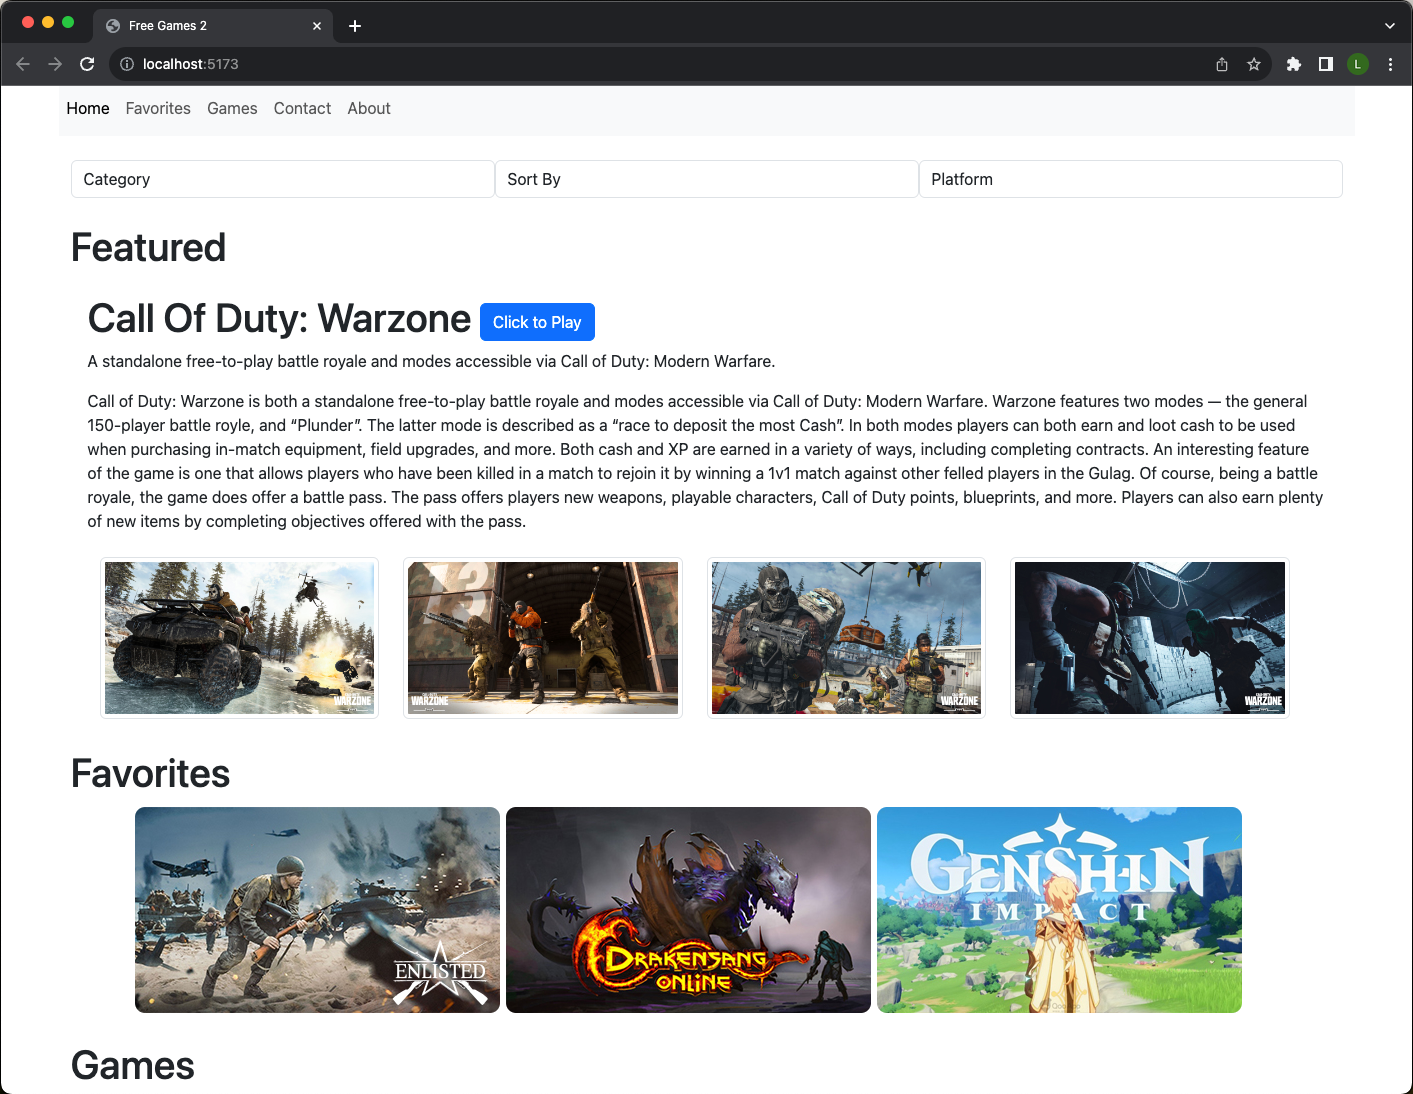 Free Games 2
localhost:5173
L
Home Favorites Games Contact About
Category Sort By Platform
Featured
Call Of Duty: Warzone Click to Play
A standalone free-to-play battle royale and modes accessible via Call of Duty: Modern Warfare.
Call of Duty: Warzone is both a standalone free-to-play battle royale and modes accessible via Call of Duty: Modern Warfare. Warzone features two modes — the general
150-player battle royle, and “Plunder”. The latter mode is described as a “race to deposit the most Cash”. In both modes players can both earn and loot cash to be used
when purchasing in-match equipment, field upgrades, and more. Both cash and XP are earned in a variety of ways, including completing contracts. An interesting feature
of the game is one that allows players who have been killed in a match to rejoin it by winning a 1v1 match against other felled players in the Gulag. Of course, being a battle
royale, the game does offer a battle pass. The pass offers players new weapons, playable characters, Call of Duty points, blueprints, and more. Players can also earn plenty
of new items by completing objectives offered with the pass.
WARZONE
13
WARZONE
WARZONE
WARZONE
Favorites
ENLISTED
DRAKENSANG
ONLINE
GENSHIN
IMPACT
Games